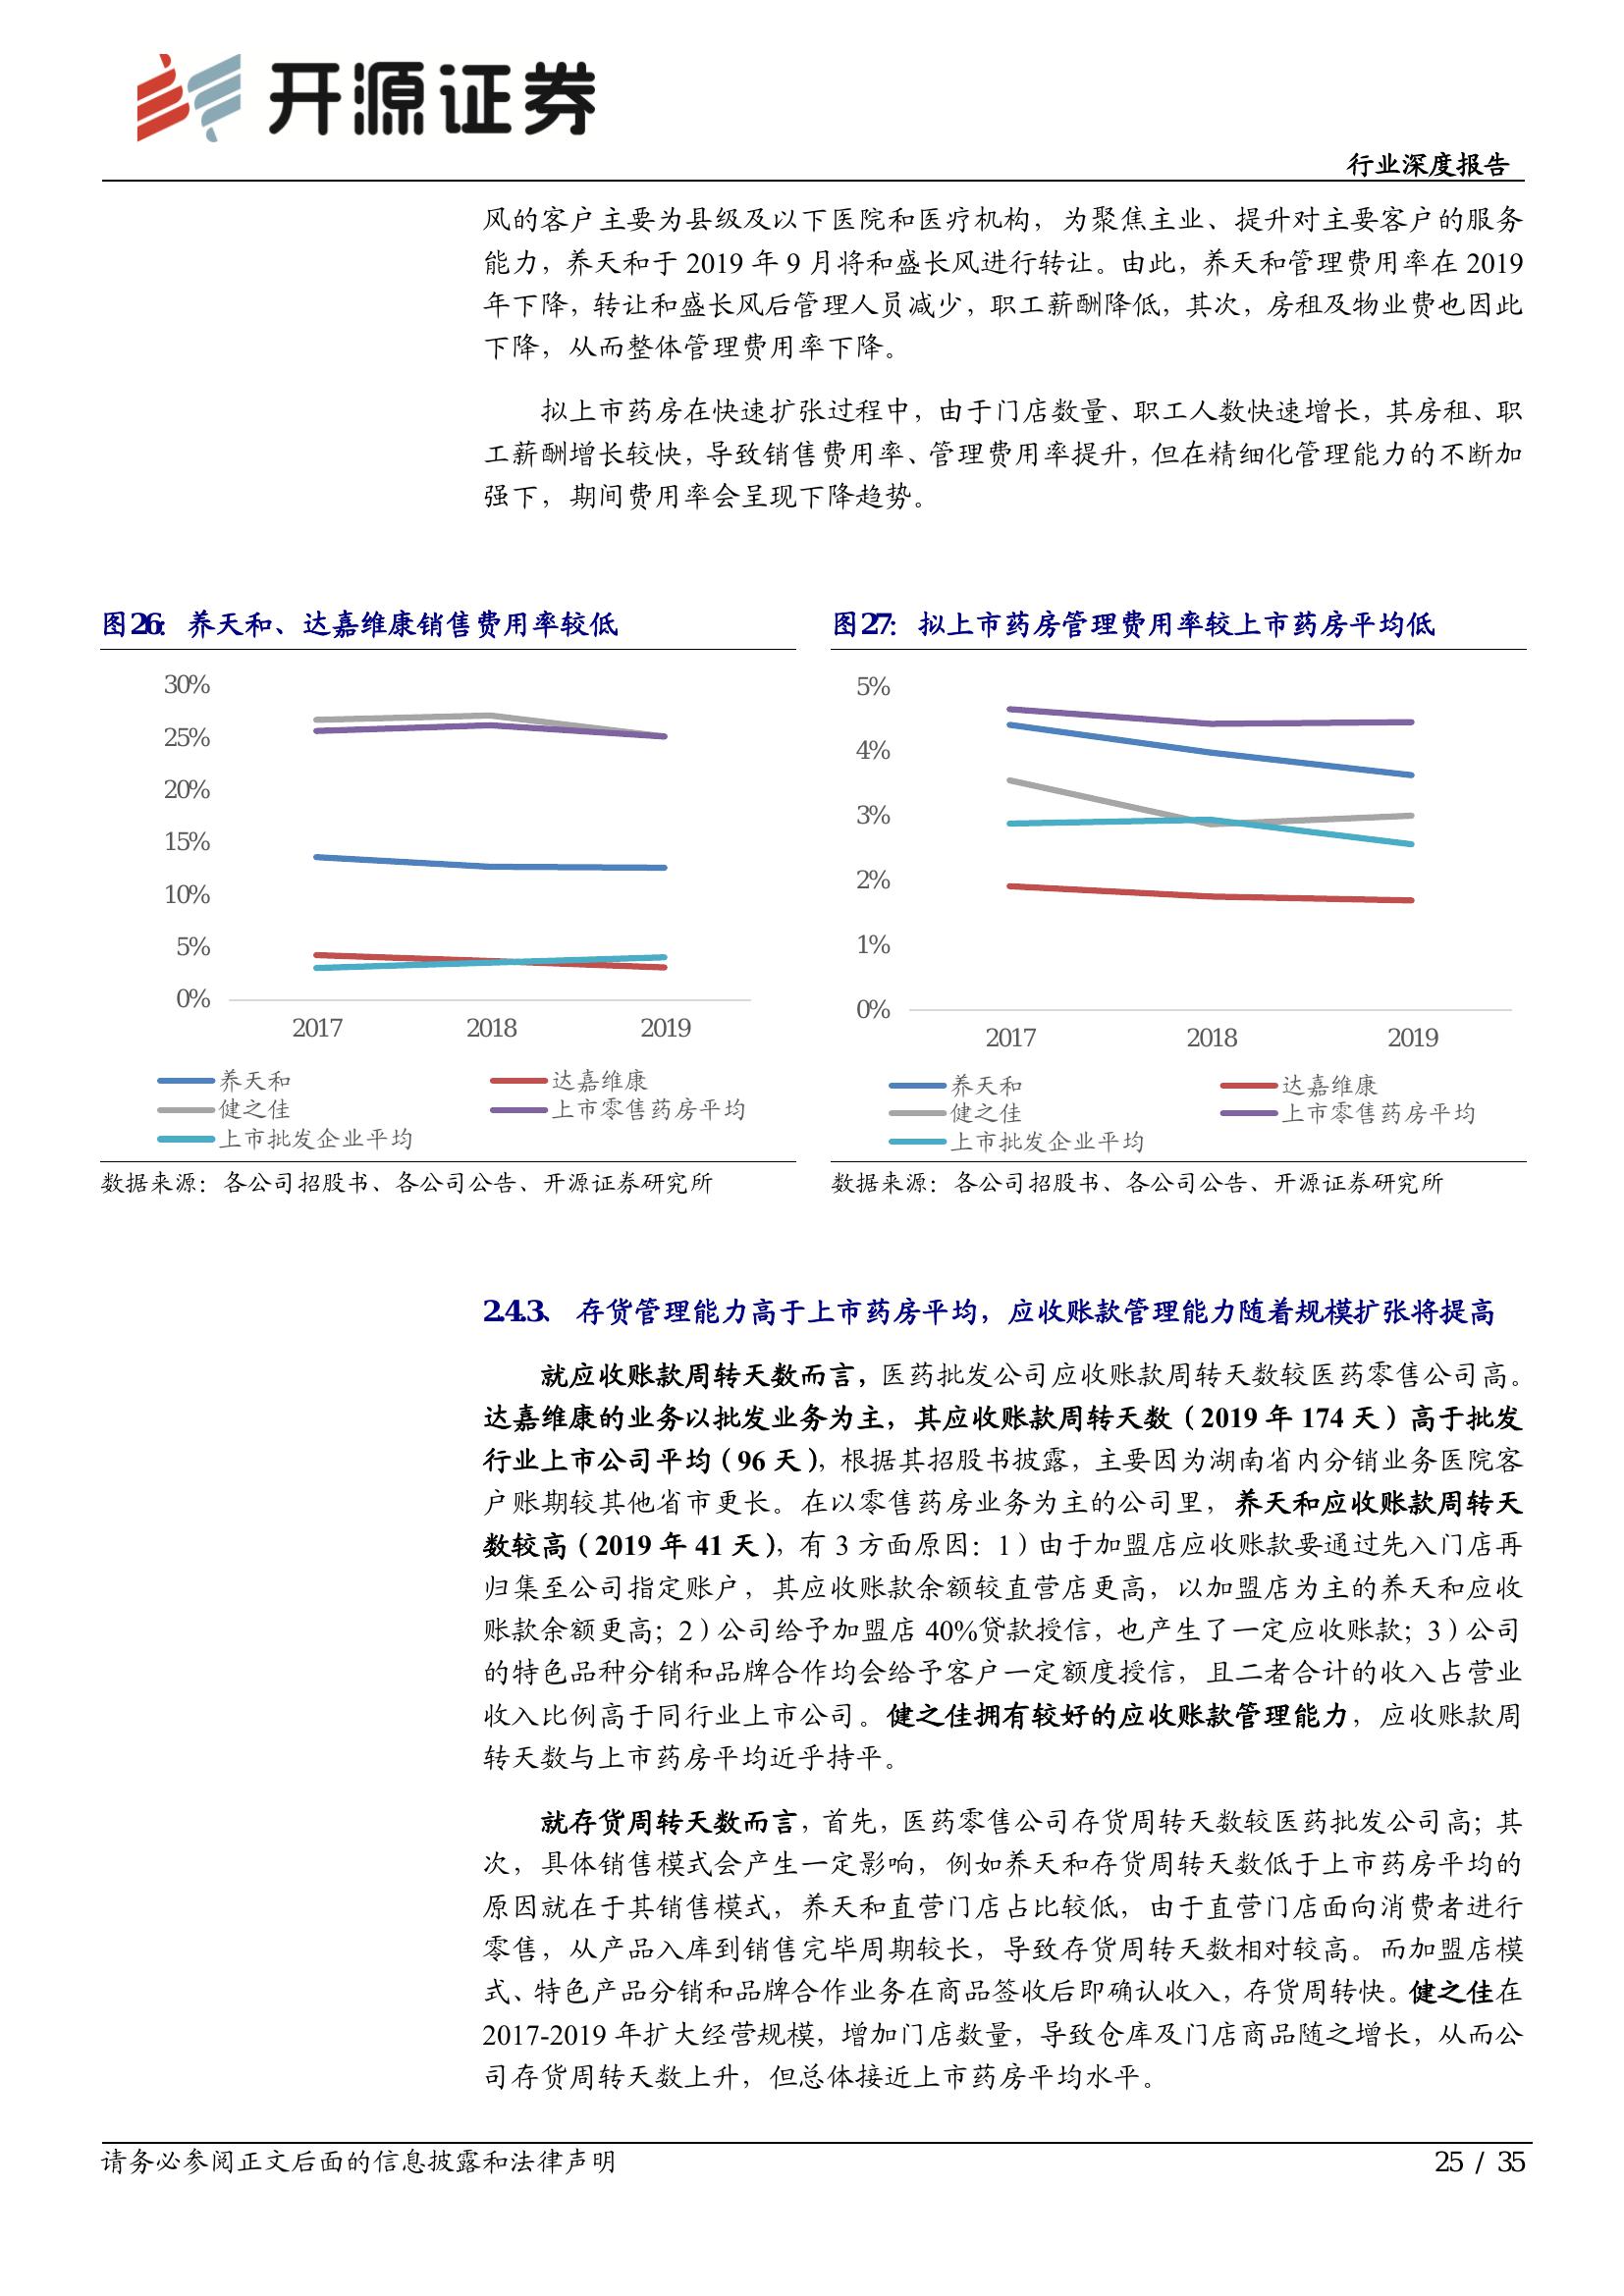 开源证券
行业深度报告
风的客户主要为县级及以下医院和医疗机构，为聚焦主业、提升对主要客户的服务
能力，养天和于 2019 年 9 月将和盛长风进行转让。由此，养天和管理费用率在 2019
年下降，转让和盛长风后管理人员减少，职工薪酬降低，其次，房租及物业费也因此
下降，从而整体管理费用率下降。
拟上市药房在快速扩张过程中，由于门店数量、职工人数快速增长，其房租、职
工薪酬增长较快，导致销售费用率、管理费用率提升，但在精细化管理能力的不断加
强下，期间费用率会呈现下降趋势。
图26：养天和、达嘉维康销售费用率较低
30%
25%
20%
15%
10%
5%
0%
2017 2018 2019
养天和 达嘉维康
健之佳 上市零售药房平均
上市批发企业平均
数据来源：各公司招股书、各公司公告、开源证券研究所
图27：拟上市药房管理费用率较上市药房平均低
5%
4%
3%
2%
1%
0%
2017 2018 2019
养天和 达嘉维康
健之佳 上市零售药房平均
上市批发企业平均
数据来源：各公司招股书、各公司公告、开源证券研究所
2.4.3、 存货管理能力高于上市药房平均，应收账款管理能力随着规模扩张将提高
就应收账款周转天数而言，医药批发公司应收账款周转天数较医药零售公司高。
达嘉维康的业务以批发业务为主，其应收账款周转天数（2019 年 174 天）高于批发
行业上市公司平均（96 天），根据其招股书披露，主要因为湖南省内分销业务医院客
户账期较其他省市更长。在以零售药房业务为主的公司里，养天和应收账款周转天
数较高（2019 年 41 天），有 3 方面原因：1）由于加盟店应收账款要通过先入门店再
归集至公司指定账户，其应收账款余额较直营店更高，以加盟店为主的养天和应收
账款余额更高；2）公司给予加盟店 40%贷款授信，也产生了一定应收账款；3）公司
的特色品种分销和品牌合作均会给予客户一定额度授信，且二者合计的收入占营业
收入比例高于同行业上市公司。健之佳拥有较好的应收账款管理能力，应收账款周
转天数与上市药房平均近乎持平。
就存货周转天数而言，首先，医药零售公司存货周转天数较医药批发公司高；其
次，具体销售模式会产生一定影响，例如养天和存货周转天数低于上市药房平均的
原因就在于其销售模式，养天和直营门店占比较低，由于直营门店面向消费者进行
零售，从产品入库到销售完毕周期较长，导致存货周转天数相对较高。而加盟店模
式、特色产品分销和品牌合作业务在商品签收后即确认收入，存货周转快。健之佳在
2017-2019 年扩大经营规模，增加门店数量，导致仓库及门店商品随之增长，从而公
司存货周转天数上升，但总体接近上市药房平均水平。
请务必参阅正文后面的信息披露和法律声明
25 / 35